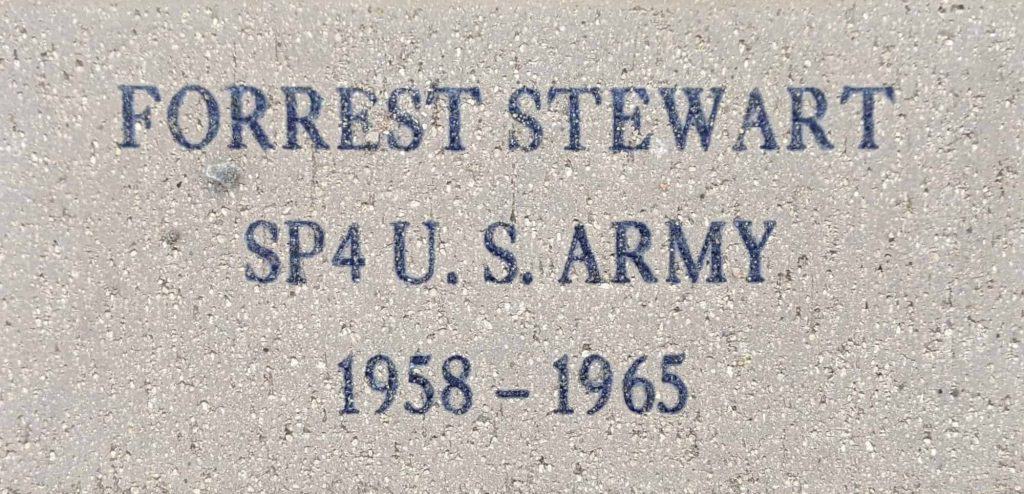 FORREST STEWART
SP4 U. S. ARMY
1958 – 1965